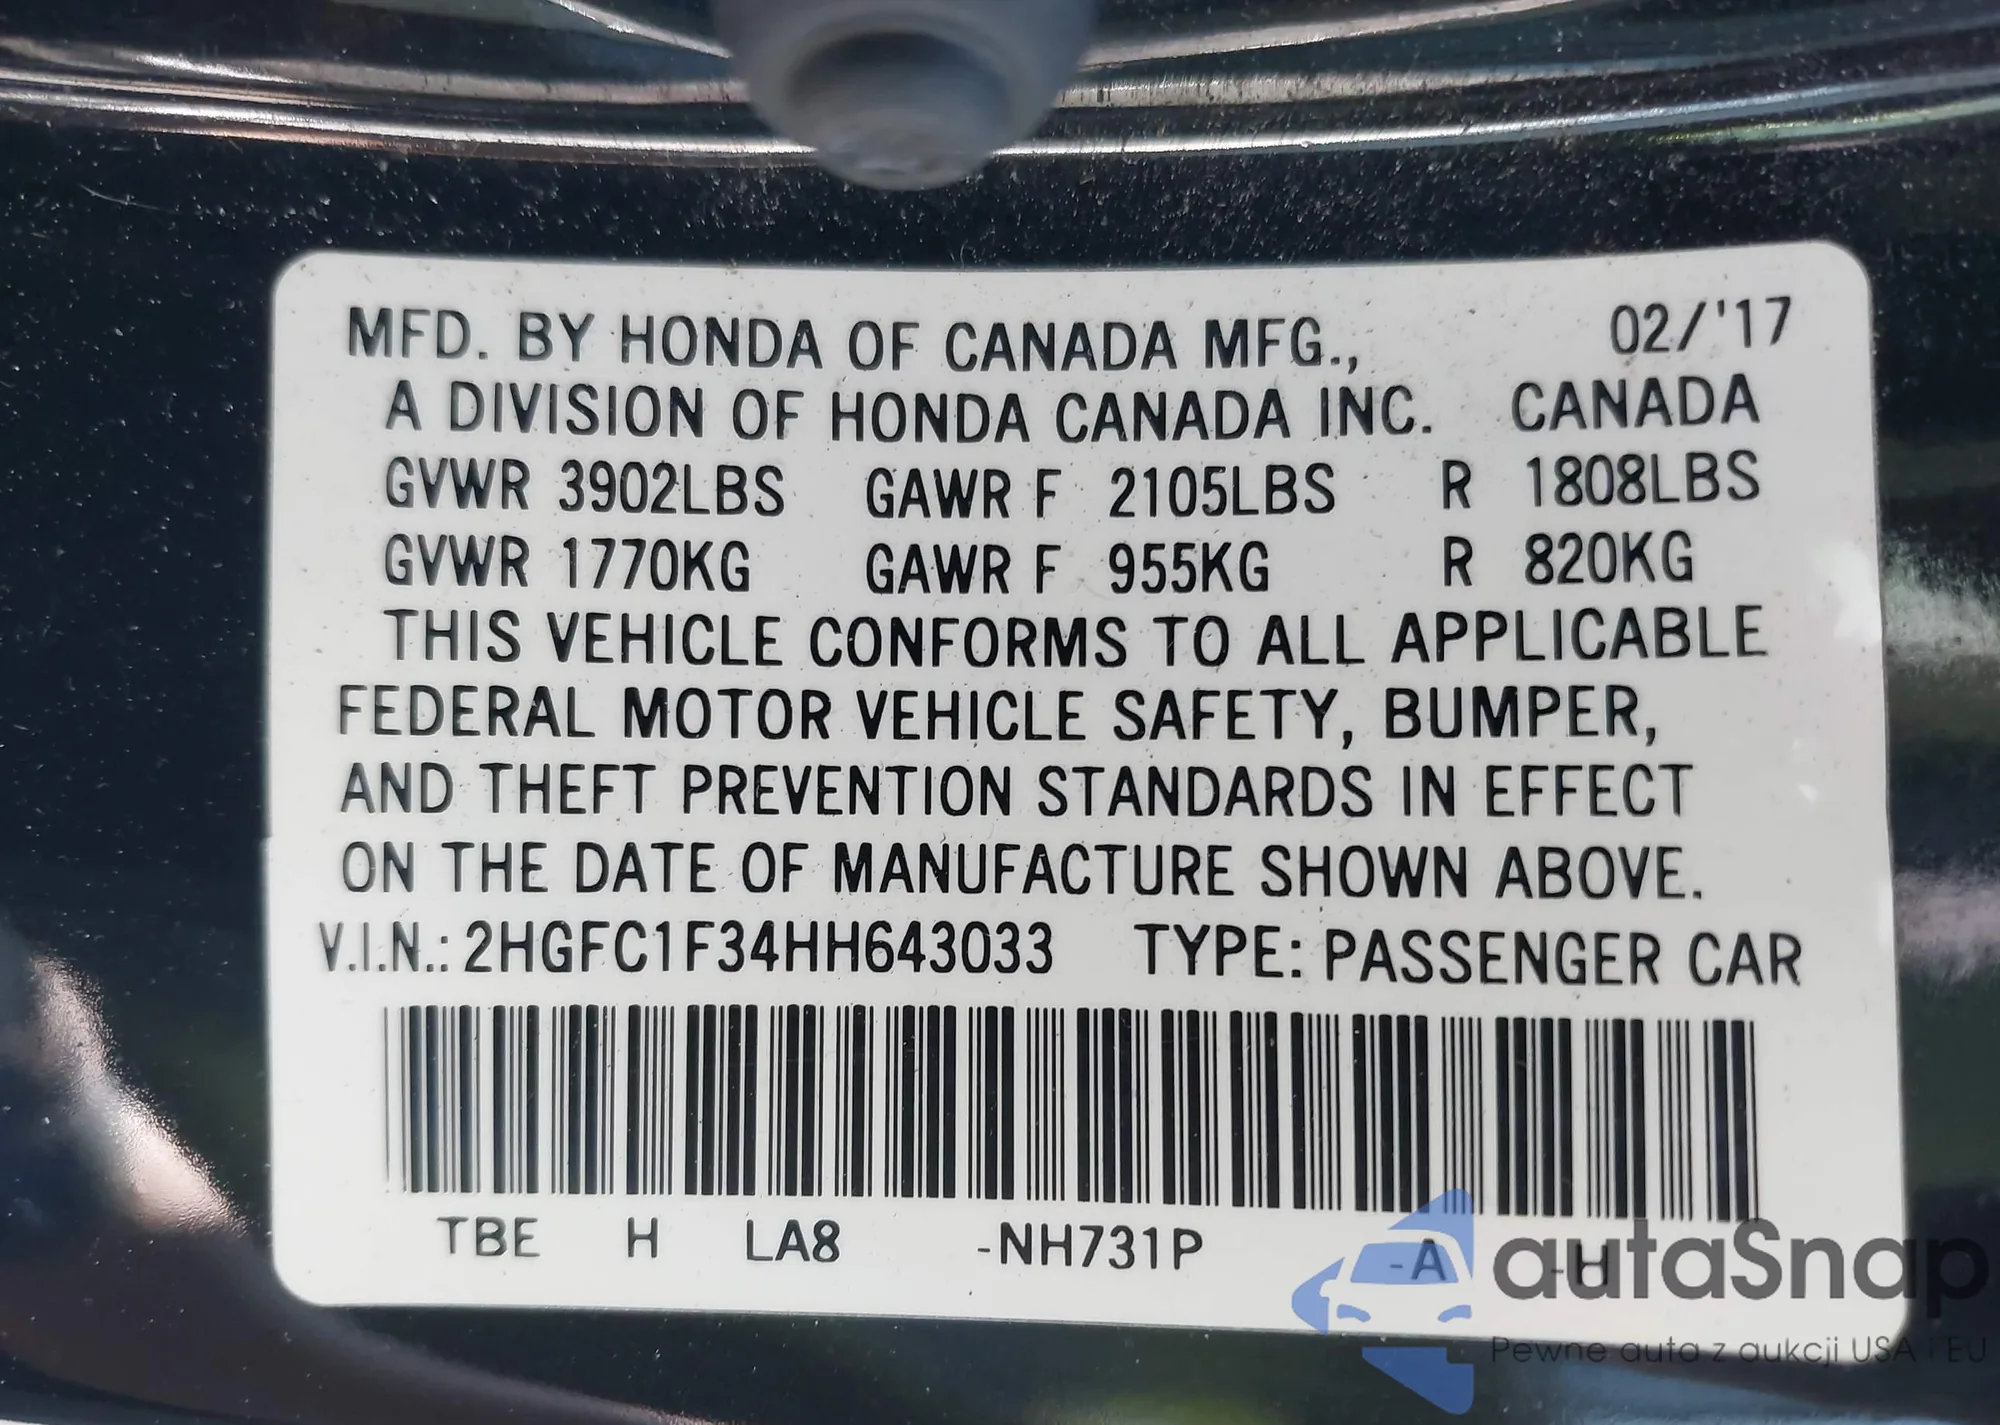 MFD. BY HONDA OF CANADA MFG., 02/'17
A DIVISION OF HONDA CANADA INC. CANADA
GVWR 3902LBS GAWR F 2105LBS R 1808LBS
GVWR 1770KG GAWR F 955KG R 820KG
THIS VEHICLE CONFORMS TO ALL APPLICABLE
FEDERAL MOTOR VEHICLE SAFETY, BUMPER,
AND THEFT PREVENTION STANDARDS IN EFFECT
ON THE DATE OF MANUFACTURE SHOWN ABOVE.
V.I.N.: 2HGFC1F34HH643033 TYPE: PASSENGER CAR
TBE H LA8 -NH731P -A -H
autaSnap
Pewne auta z aukcji USA i EU